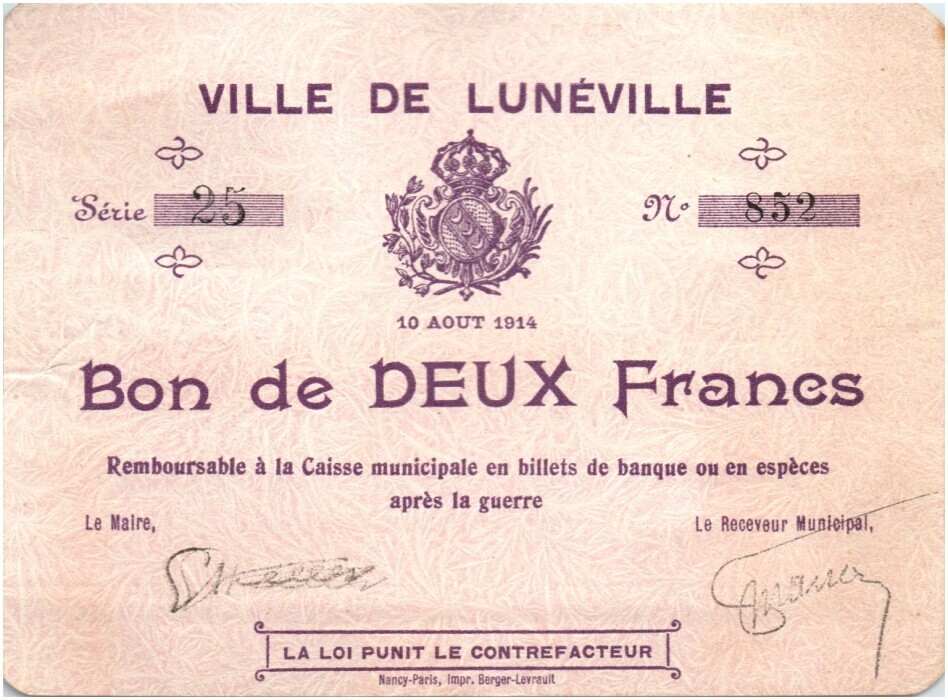 VILLE DE LUNÉVILLE
Série 25
Nº 852
10 AOUT 1914
Bon de DEUX Francs
Remboursable à la Caisse municipale en billets de banque ou en espèces
après la guerre
Le Maire,
Le Receveur Municipal,
LA LOI PUNIT LE CONTREFACTEUR
Nancy-Paris, Impr. Berger-Levrault